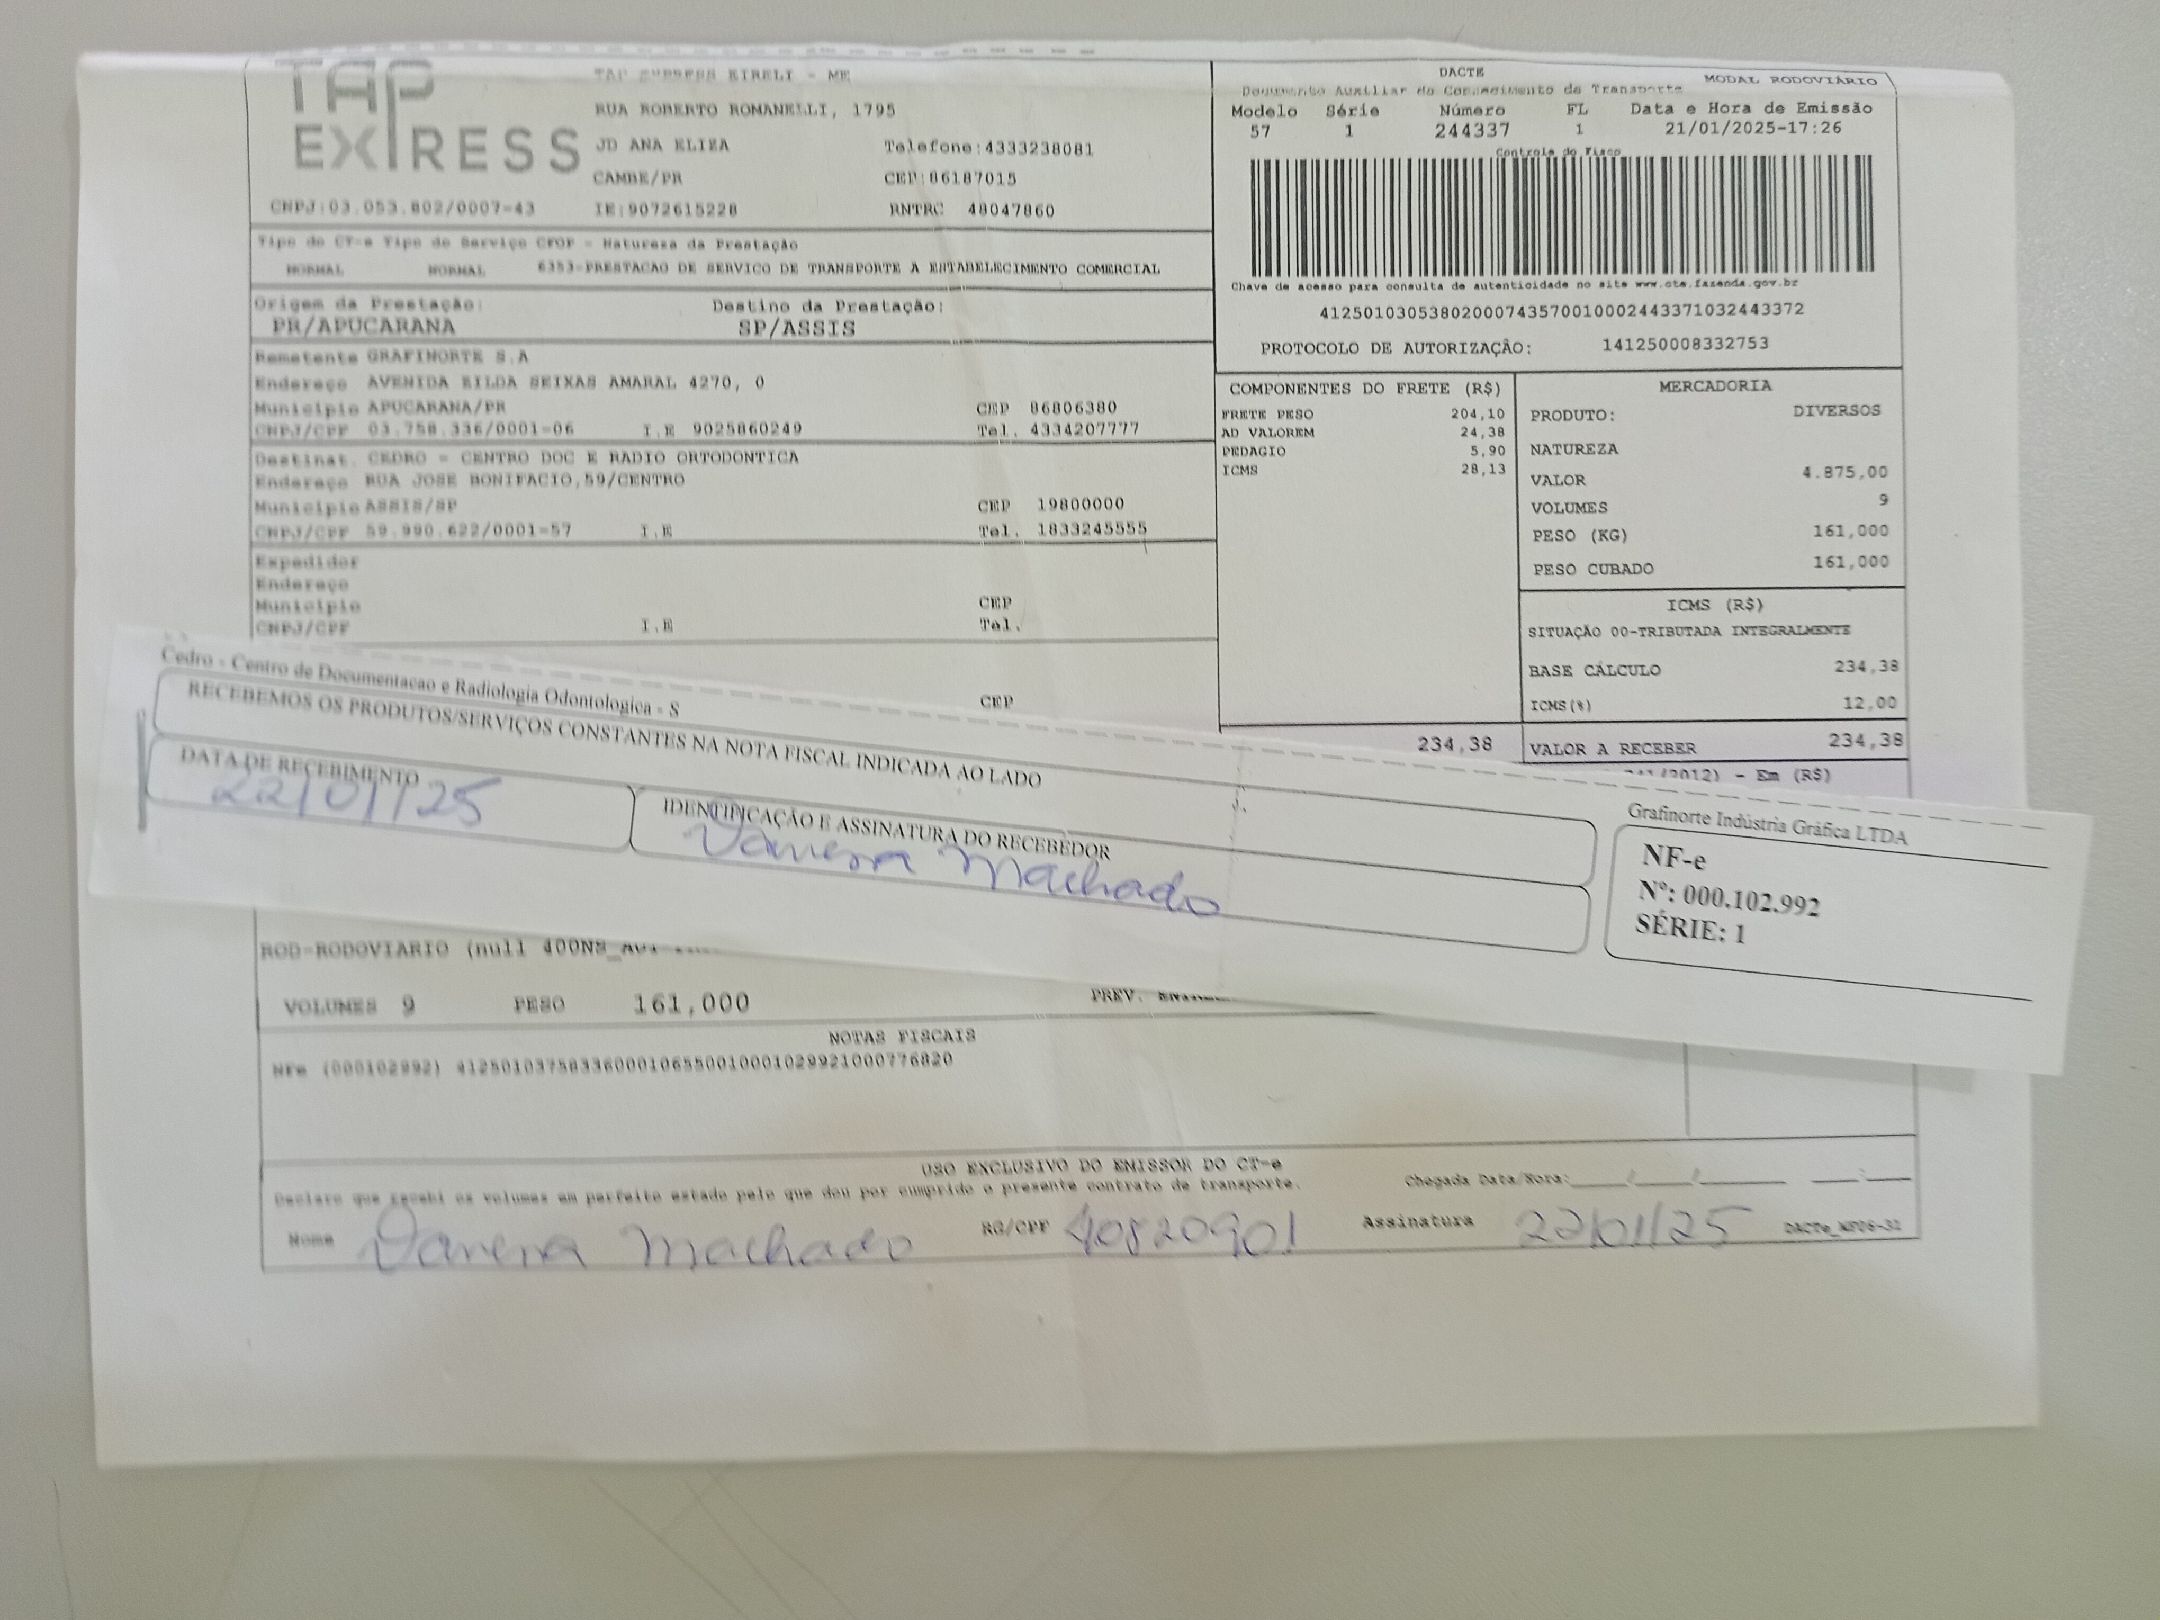 TAP EXPRESS
TAP EXPRESS EIRELI - ME
RUA ROBERTO ROMANELLI, 1795
JD ANA ELIZA Telefone:4333238081
CAMBE/PR CEP:86187015
CNPJ:03.053.802/0007-43 IE:9072615228 RNTRC 48047860
DACTE MODAL RODOVIÁRIO
Documento Auxiliar do Conhecimento de Transporte
Modelo Série Número FL Data e Hora de Emissão
57 1 244337 1 21/01/2025-17:26
Controle do Fisco
Chave de acesso para consulta de autenticidade no site www.cte.fazenda.gov.br
41250103053802000743570010002443371032443372
PROTOCOLO DE AUTORIZAÇÃO: 141250008332753
Tipo do CT-e Tipo do Serviço CFOP - Natureza da Prestação
NORMAL NORMAL 6353-PRESTACAO DE SERVICO DE TRANSPORTE A ESTABELECIMENTO COMERCIAL
Origem da Prestação: Destino da Prestação:
PR/APUCARANA SP/ASSIS
Remetente GRAFINORTE S.A
Endereço AVENIDA ZILDA SEIXAS AMARAL 4270, 0
Município APUCARANA/PR CEP 86806380
CNPJ/CPF 03.758.336/0001-06 I.E 9025860249 Tel. 4334207777
Destinat. CEDRO - CENTRO DOC E RADIO ORTODONTICA
Endereço RUA JOSE BONIFACIO,59/CENTRO
Município ASSIS/SP CEP 19800000
CNPJ/CPF 59.990.622/0001-57 I.E Tel. 1833245555
Expedidor
Endereço
Município CEP
CNPJ/CPF I.E Tel.
CEP
COMPONENTES DO FRETE (R$)
FRETE PESO 204,10
AD VALOREM 24,38
PEDAGIO 5,90
ICMS 28,13
234,38
MERCADORIA
PRODUTO: DIVERSOS
NATUREZA
VALOR 4.875,00
VOLUMES 9
PESO (KG) 161,000
PESO CUBADO 161,000
ICMS (R$)
SITUAÇÃO 00-TRIBUTADA INTEGRALMENTE
BASE CÁLCULO 234,38
ICMS(%) 12,00
VALOR A RECEBER 234,38
/2012) - Em (R$)
Cedro - Centro de Documentacao e Radiologia Odontologica - S
RECEBEMOS OS PRODUTOS/SERVIÇOS CONSTANTES NA NOTA FISCAL INDICADA AO LADO
DATA DE RECEBIMENTO
22/01/25
IDENTIFICAÇÃO E ASSINATURA DO RECEBEDOR
Vanessa Machado
Grafinorte Indústria Gráfica LTDA
NF-e
Nº: 000.102.992
SÉRIE: 1
ROD-RODOVIARIO (null
VOLUMES 9 PESO 161,000 PREV.
NOTAS FISCAIS
NFe (000102992) 41250103758336000106550010001029921000776820
USO EXCLUSIVO DO EMISSOR DO CT-e
Declaro que recebi os volumes em perfeito estado pelo que dou por cumprido o presente contrato de transporte. Chegada Data/Hora:___/___/___ __:__
Nome Vanessa Machado RG/CPF 40820901 Assinatura 22/01/25